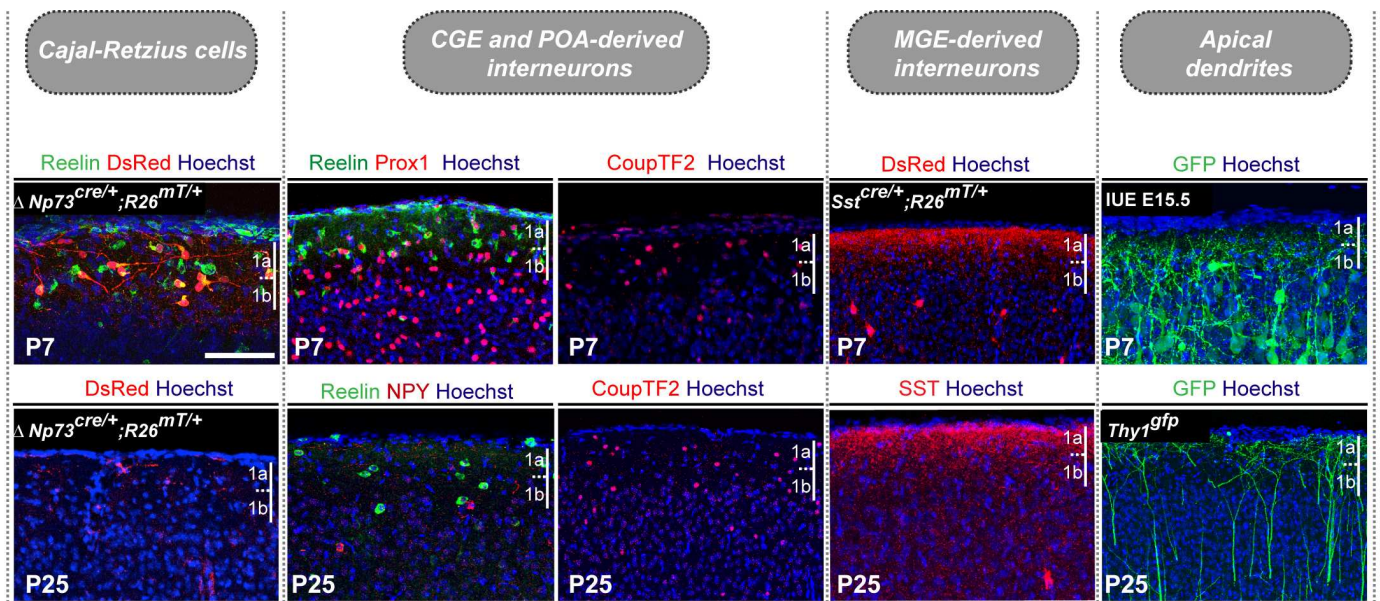 Cajal-Retzius cells
CGE and POA-derived
interneurons
MGE-derived
interneurons
Apical
dendrites
Reelin DsRed Hoechst
Reelin Prox1 Hoechst
CoupTF2 Hoechst
DsRed Hoechst
GFP Hoechst
Δ Np73cre/+;R26mT/+
1a
1b
P7
1a
1b
P7
1a
1b
P7
Sstcre/+;R26mT/+
1a
1b
P7
IUE E15.5
1a
1b
P7
DsRed Hoechst
Reelin NPY Hoechst
CoupTF2 Hoechst
SST Hoechst
GFP Hoechst
Δ Np73cre/+;R26mT/+
1a
1b
P25
1a
1b
P25
1a
1b
P25
1a
1b
P25
Thy1gfp
1a
1b
P25